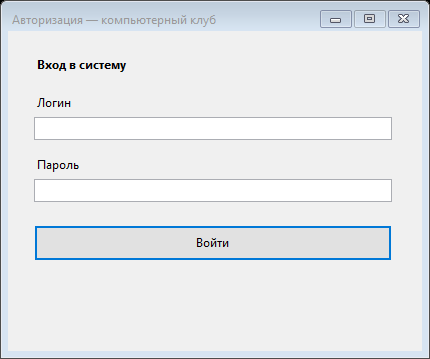 Авторизация — компьютерный клуб
Вход в систему
Логин
Пароль
Войти